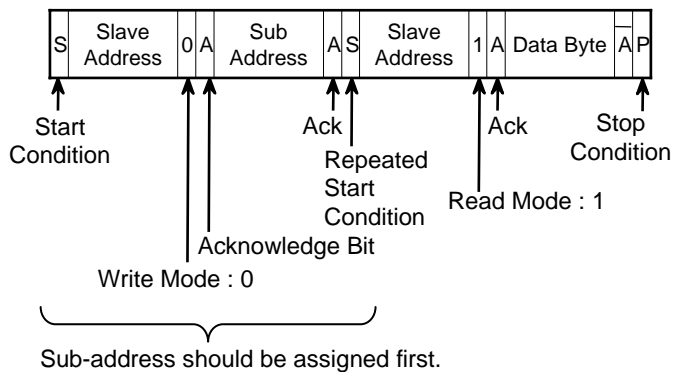 S Slave Address 0 A Sub Address A S Slave Address 1 A Data Byte A P
Start Condition
Ack
Ack
Stop Condition
Repeated Start Condition
Read Mode : 1
Acknowledge Bit
Write Mode : 0
Sub-address should be assigned first.